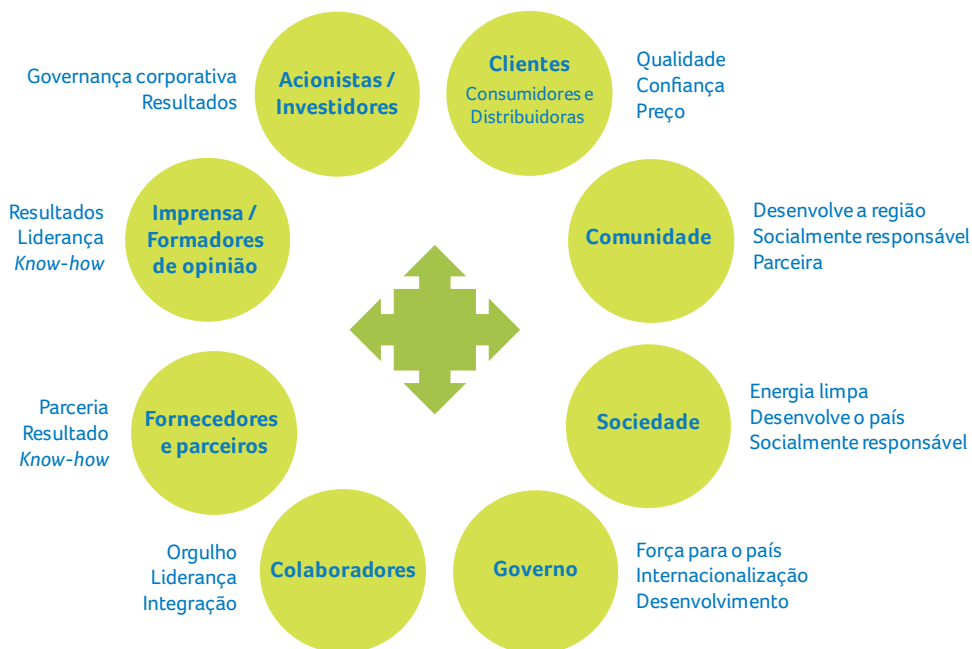 Governança corporativa
Resultados
Acionistas /
Investidores
Clientes
Consumidores e
Distribuidoras
Qualidade
Confiança
Preço
Resultados
Liderança
Know-how
Imprensa /
Formadores
de opinião
Comunidade
Desenvolve a região
Socialmente responsável
Parceira
Parceria
Resultado
Know-how
Fornecedores
e parceiros
Sociedade
Energia limpa
Desenvolve o país
Socialmente responsável
Orgulho
Liderança
Integração
Colaboradores
Governo
Força para o país
Internacionalização
Desenvolvimento